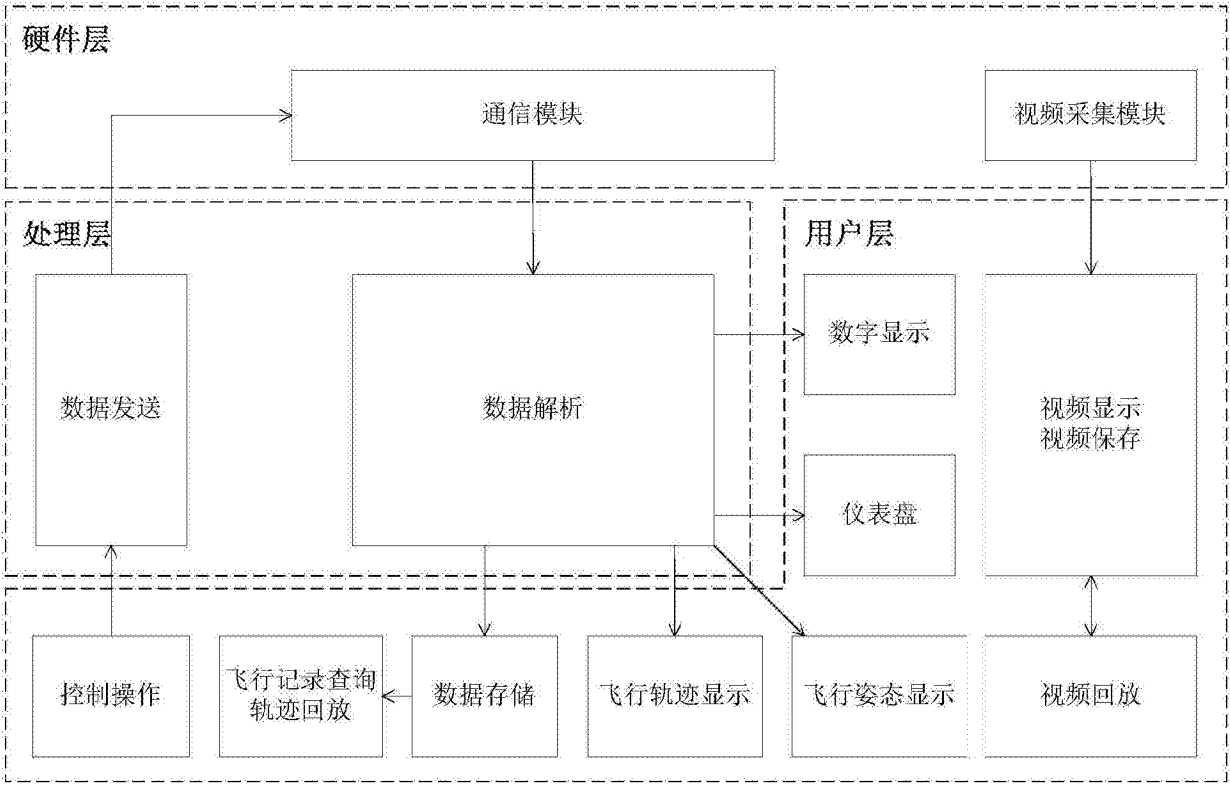 硬件层
通信模块
视频采集模块
处理层
用户层
数据发送
数据解析
数字显示
视频显示
视频保存
仪表盘
控制操作
飞行记录查询
轨迹回放
数据存储
飞行轨迹显示
飞行姿态显示
视频回放